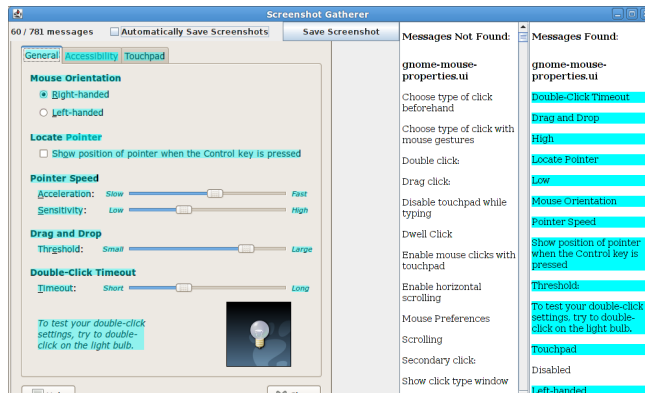 Screenshot Gatherer
60 / 781 messages
Automatically Save Screenshots
Save Screenshot
General
Accessibility
Touchpad
Mouse Orientation
Right-handed
Left-handed
Locate Pointer
Show position of pointer when the Control key is pressed
Pointer Speed
Acceleration:
Slow
Fast
Sensitivity:
Low
High
Drag and Drop
Threshold:
Small
Large
Double-Click Timeout
Timeout:
Short
Long
To test your double-click
settings, try to double-
click on the light bulb.
Messages Not Found:
gnome-mouse-
properties.ui
Choose type of click
beforehand
Choose type of click with
mouse gestures
Double click:
Drag click:
Disable touchpad while
typing
Dwell Click
Enable mouse clicks with
touchpad
Enable horizontal
scrolling
Mouse Preferences
Scrolling
Secondary click:
Show click type window
Messages Found:
gnome-mouse-
properties.ui
Double-Click Timeout
Drag and Drop
High
Locate Pointer
Low
Mouse Orientation
Pointer Speed
Show position of pointer
when the Control key is
pressed
Threshold:
To test your double-click
settings, try to double-
click on the light bulb.
Touchpad
Disabled
Left-handed